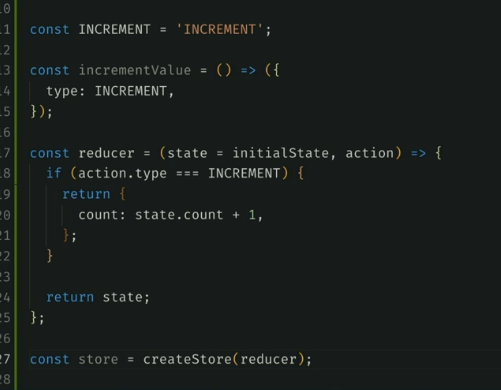 10
11 const INCREMENT = 'INCREMENT';
12
13 const incrementValue = () => ({
14   type: INCREMENT,
15 });
16
17 const reducer = (state = initialState, action) => {
18   if (action.type === INCREMENT) {
19     return {
20       count: state.count + 1,
21     };
22   }
23
24   return state;
25 };
26
27 const store = createStore(reducer);
28